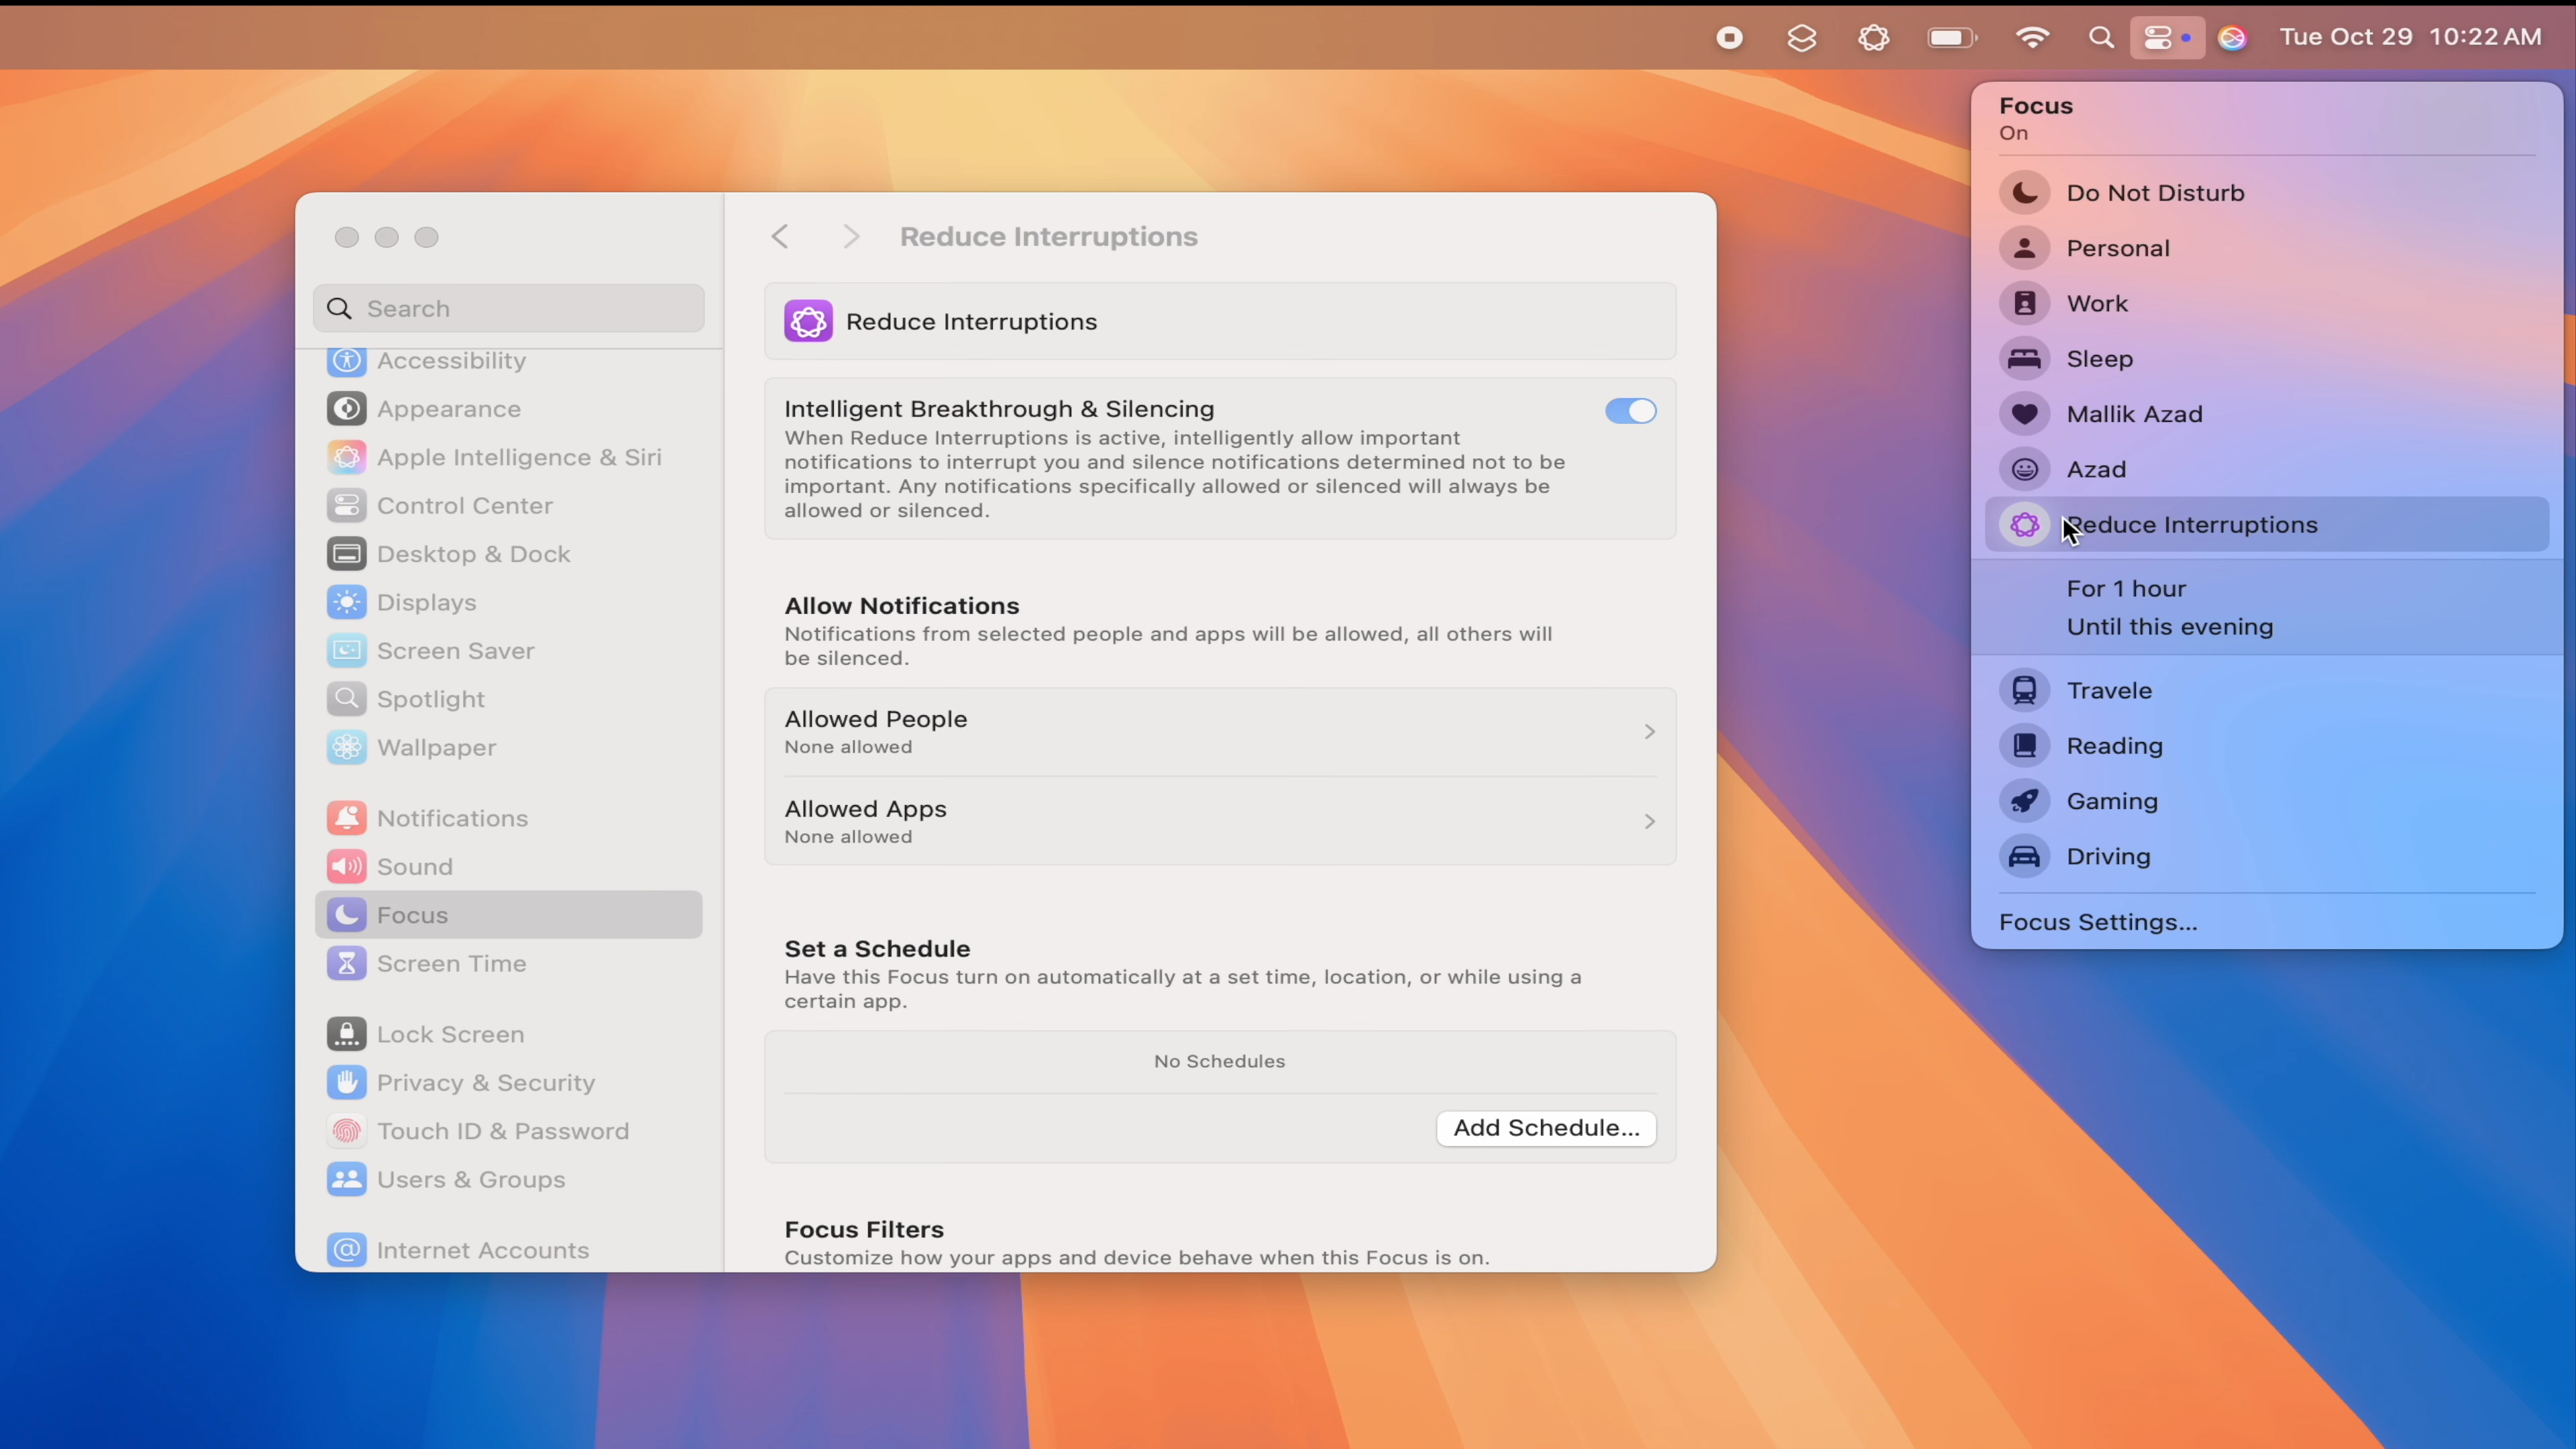 Tue Oct 29 10:22 AM
Reduce Interruptions
Search
Accessibility
Appearance
Apple Intelligence & Siri
Control Center
Desktop & Dock
Displays
Screen Saver
Spotlight
Wallpaper
Notifications
Sound
Focus
Screen Time
Lock Screen
Privacy & Security
Touch ID & Password
Users & Groups
Internet Accounts
Reduce Interruptions
Intelligent Breakthrough & Silencing
When Reduce Interruptions is active, intelligently allow important
notifications to interrupt you and silence notifications determined not to be
important. Any notifications specifically allowed or silenced will always be
allowed or silenced.
Allow Notifications
Notifications from selected people and apps will be allowed, all others will
be silenced.
Allowed People
None allowed
Allowed Apps
None allowed
Set a Schedule
Have this Focus turn on automatically at a set time, location, or while using a
certain app.
No Schedules
Add Schedule...
Focus Filters
Customize how your apps and device behave when this Focus is on.
Focus
On
Do Not Disturb
Personal
Work
Sleep
Mallik Azad
Azad
Reduce Interruptions
For 1 hour
Until this evening
Travele
Reading
Gaming
Driving
Focus Settings...